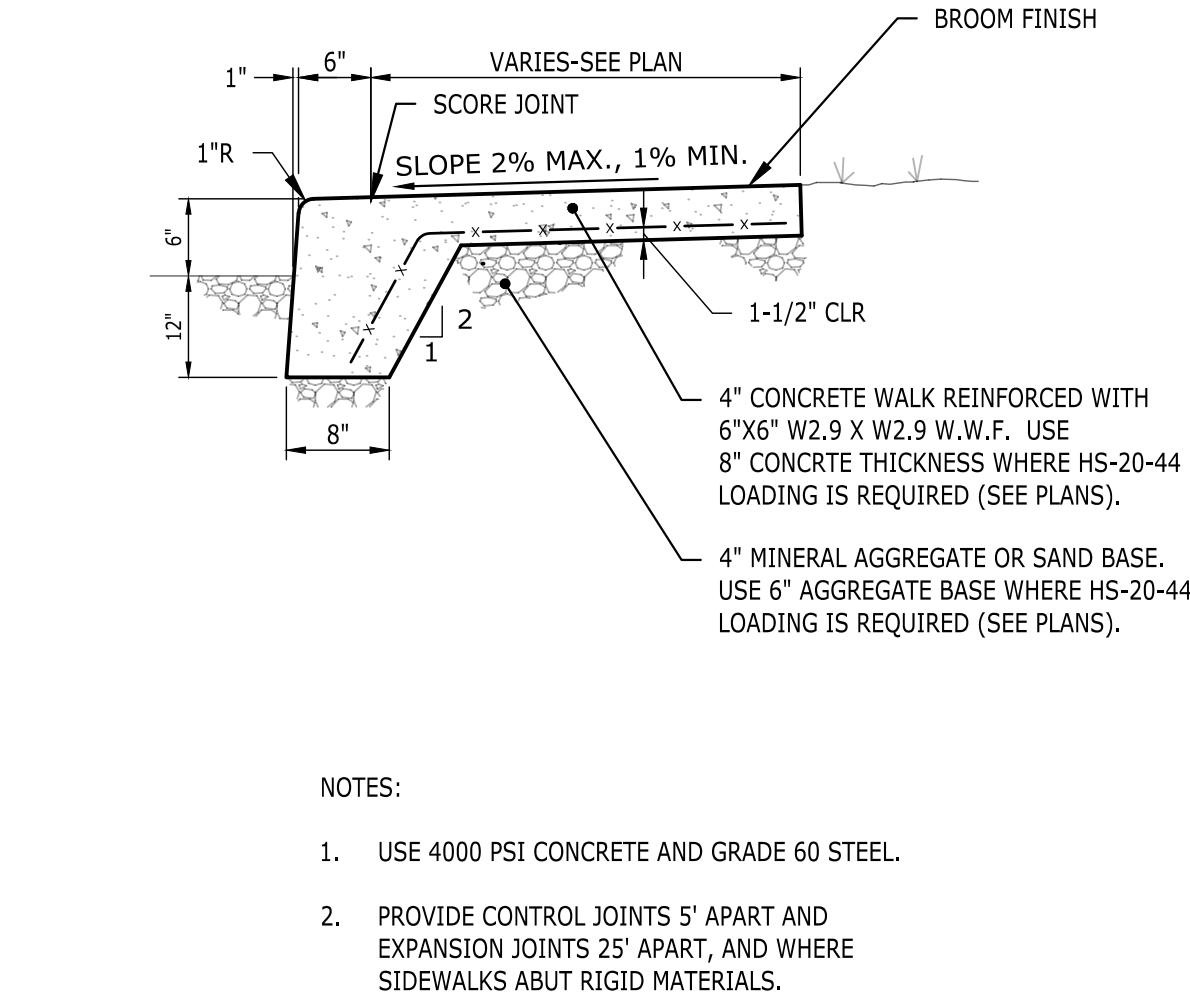 BROOM FINISH
6"
VARIES-SEE PLAN
1"
SCORE JOINT
1"R
SLOPE 2% MAX., 1% MIN.
6"
12"
2
1
1-1/2" CLR
8"
4" CONCRETE WALK REINFORCED WITH
6"X6" W2.9 X W2.9 W.W.F. USE
8" CONCRTE THICKNESS WHERE HS-20-44
LOADING IS REQUIRED (SEE PLANS).
4" MINERAL AGGREGATE OR SAND BASE.
USE 6" AGGREGATE BASE WHERE HS-20-44
LOADING IS REQUIRED (SEE PLANS).
NOTES:
1. USE 4000 PSI CONCRETE AND GRADE 60 STEEL.
2. PROVIDE CONTROL JOINTS 5' APART AND
EXPANSION JOINTS 25' APART, AND WHERE
SIDEWALKS ABUT RIGID MATERIALS.